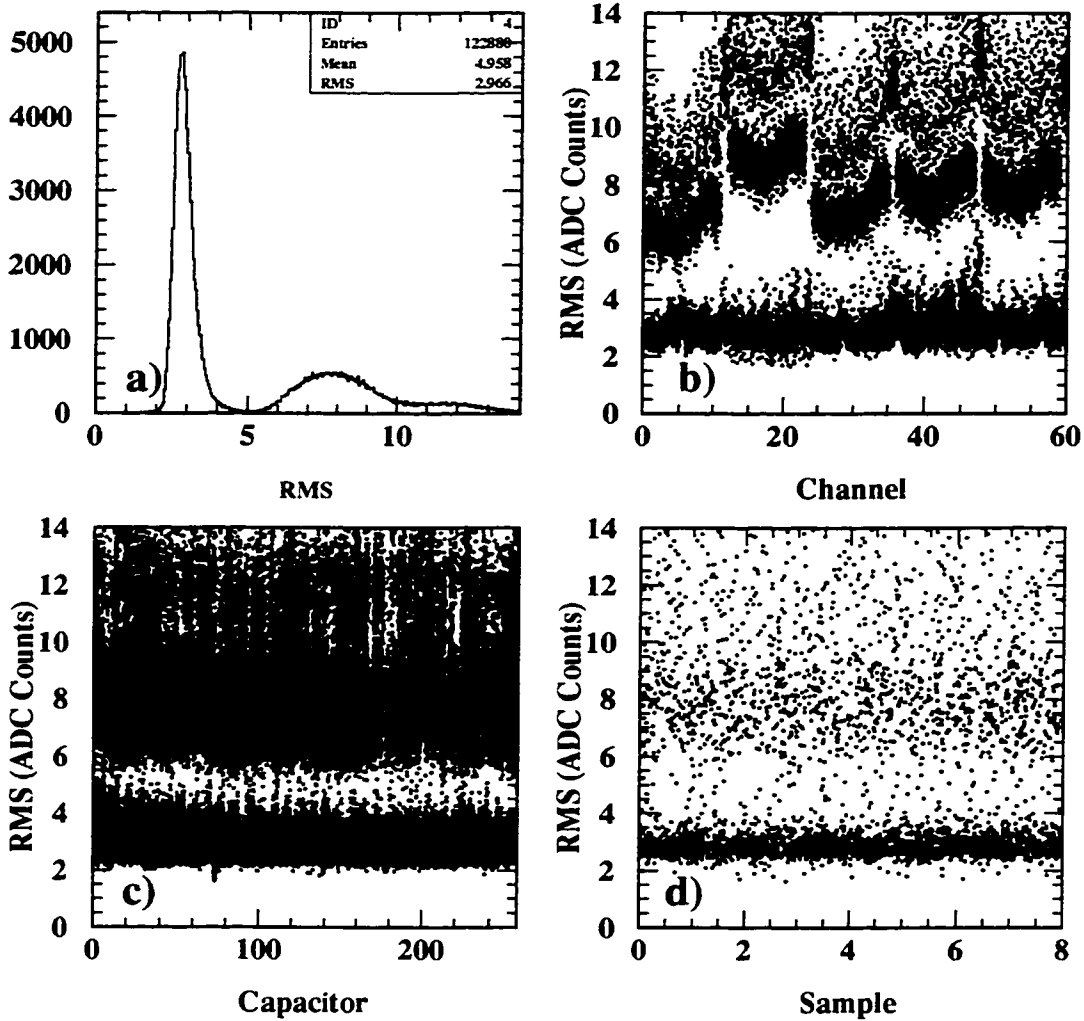 ID 4
Entries 122880
Mean 4.958
RMS 2.966
5000
4000
3000
2000
1000
0
a)
0 5 10
RMS
14
12
10
8
6
4
2
0
RMS (ADC Counts)
b)
0 20 40 60
Channel
14
12
10
8
6
4
2
0
RMS (ADC Counts)
c)
0 100 200
Capacitor
14
12
10
8
6
4
2
0
RMS (ADC Counts)
d)
0 2 4 6 8
Sample